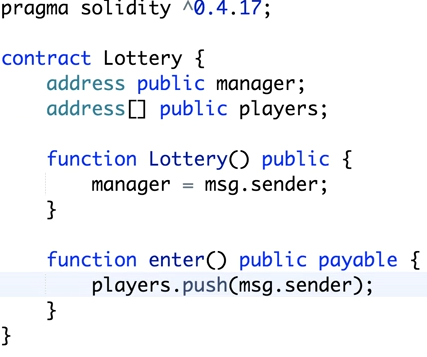 pragma solidity ^0.4.17;
contract Lottery {
    address public manager;
    address[] public players;
    function Lottery() public {
        manager = msg.sender;
    }
    function enter() public payable {
        players.push(msg.sender);
    }
}